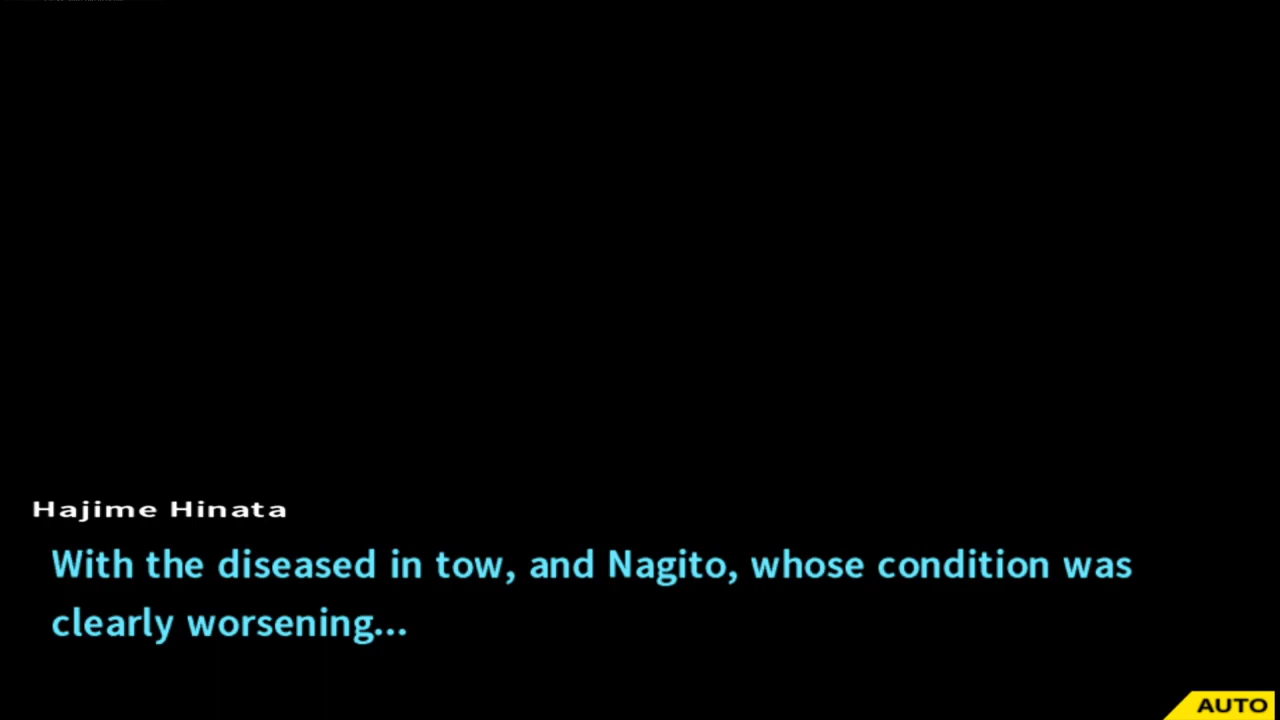 Hajime Hinata
With the diseased in tow, and Nagito, whose condition was
clearly worsening...
AUTO